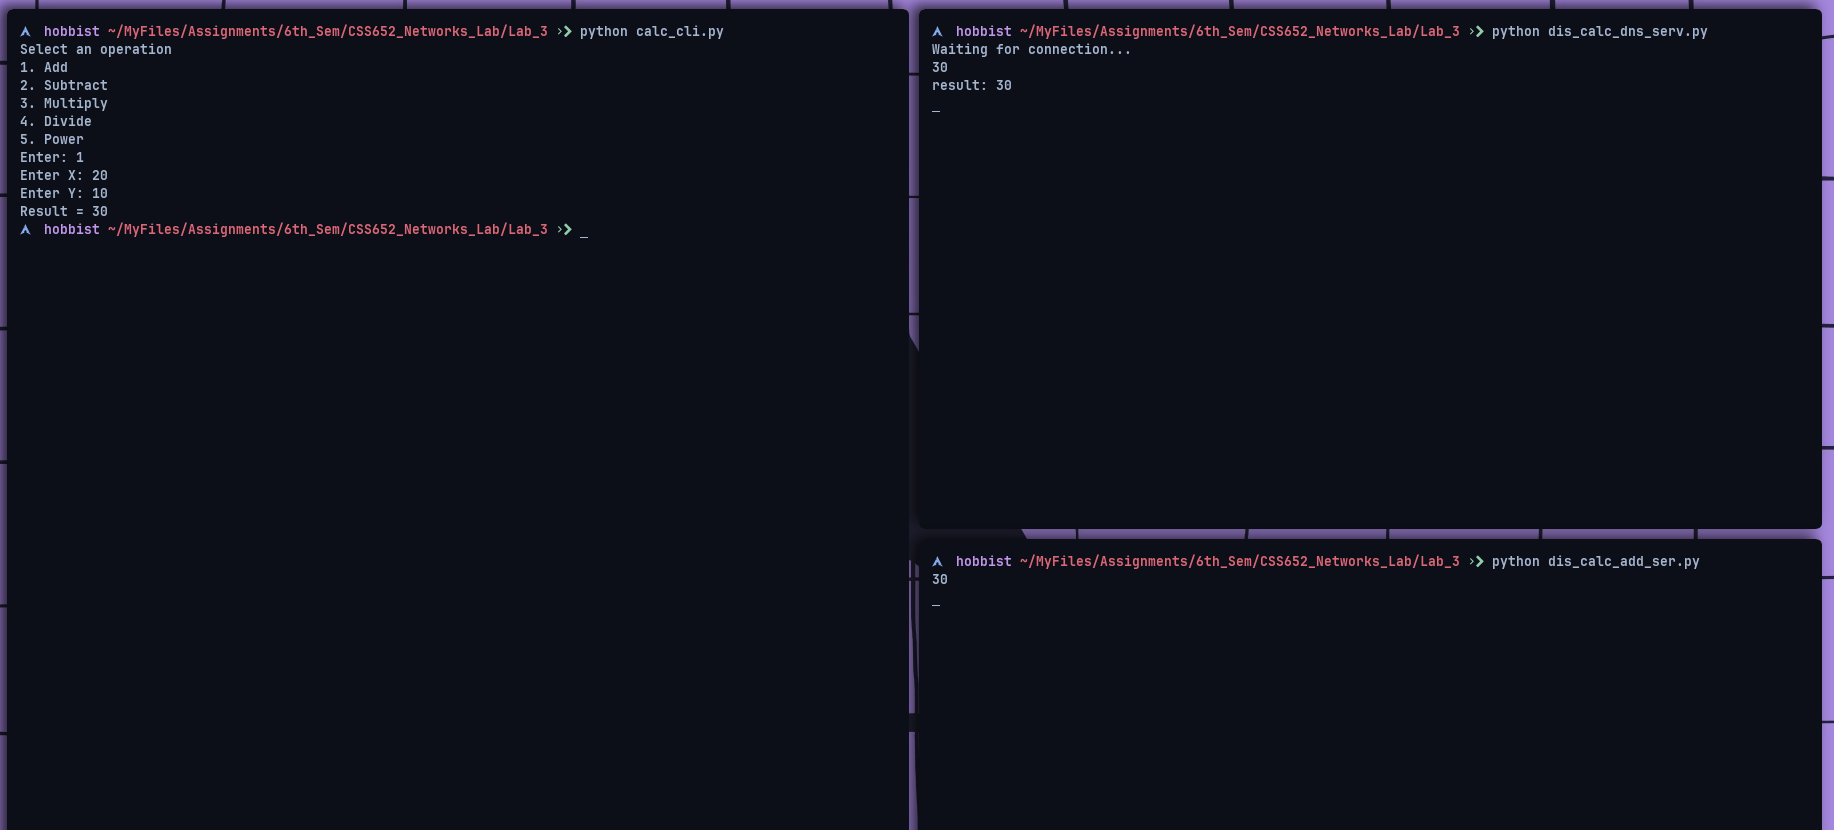 hobbist ~/MyFiles/Assignments/6th_Sem/CSS652_Networks_Lab/Lab_3 ›❯ python calc_cli.py
Select an operation
1. Add
2. Subtract
3. Multiply
4. Divide
5. Power
Enter: 1
Enter X: 20
Enter Y: 10
Result = 30
hobbist ~/MyFiles/Assignments/6th_Sem/CSS652_Networks_Lab/Lab_3 ›❯ _
hobbist ~/MyFiles/Assignments/6th_Sem/CSS652_Networks_Lab/Lab_3 ›❯ python dis_calc_dns_serv.py
Waiting for connection...
30
result: 30
_
hobbist ~/MyFiles/Assignments/6th_Sem/CSS652_Networks_Lab/Lab_3 ›❯ python dis_calc_add_ser.py
30
_